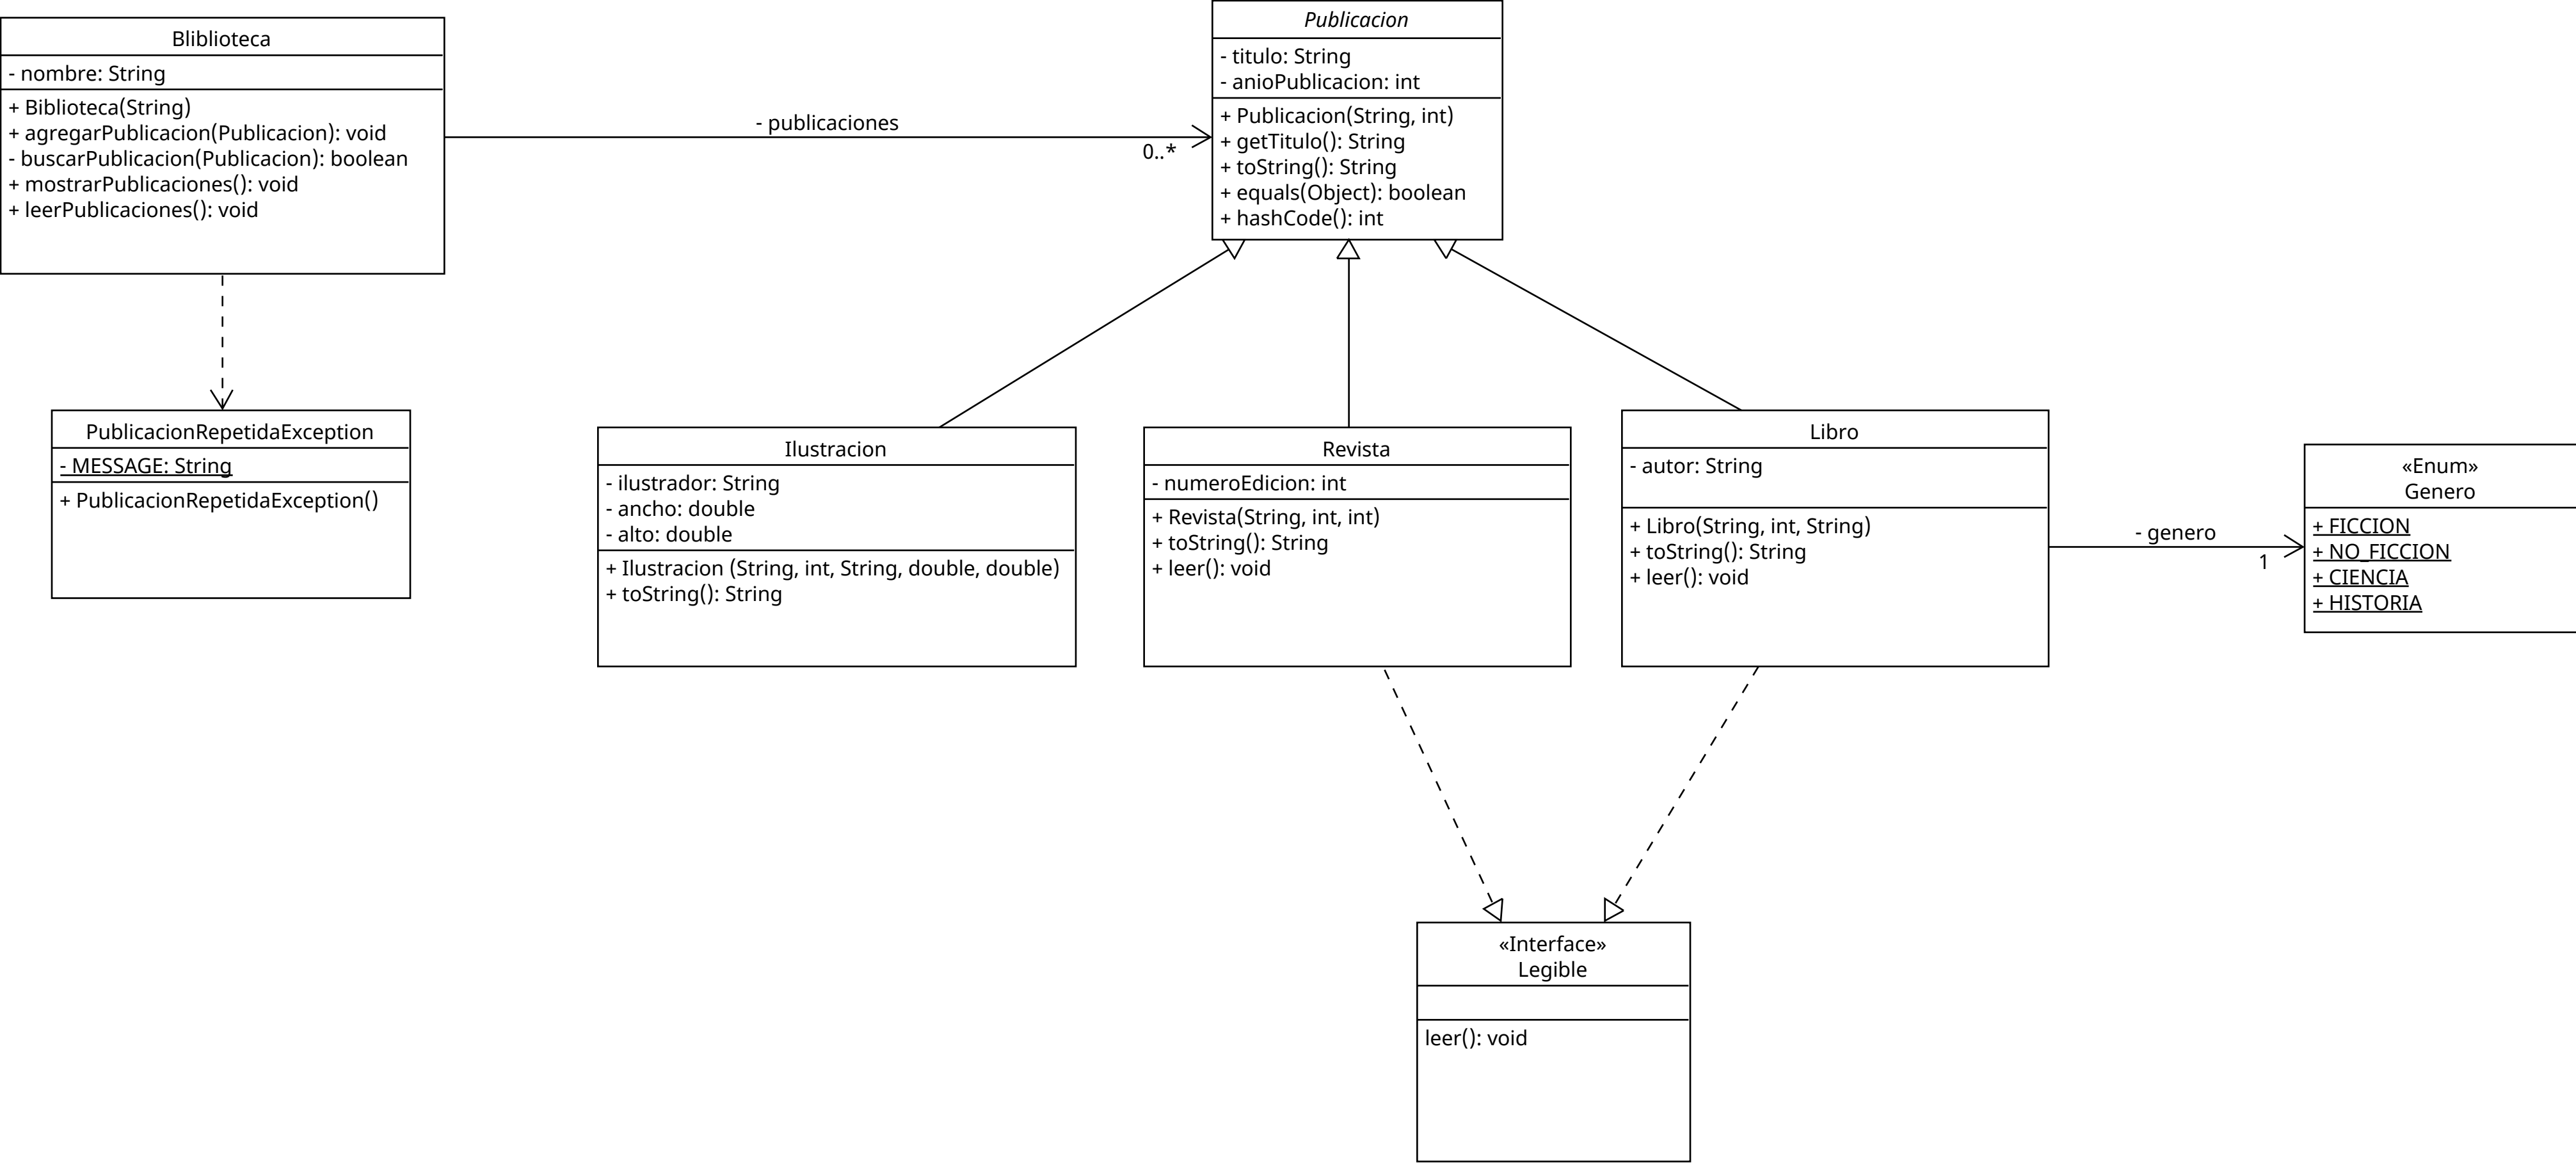 Bliblioteca
- nombre: String
+ Biblioteca(String)
+ agregarPublicacion(Publicacion): void
- buscarPublicacion(Publicacion): boolean
+ mostrarPublicaciones(): void
+ leerPublicaciones(): void
- publicaciones
0..*
Publicacion
- titulo: String
- anioPublicacion: int
+ Publicacion(String, int)
+ getTitulo(): String
+ toString(): String
+ equals(Object): boolean
+ hashCode(): int
PublicacionRepetidaException
- MESSAGE: String
+ PublicacionRepetidaException()
Ilustracion
- ilustrador: String
- ancho: double
- alto: double
+ Ilustracion (String, int, String, double, double)
+ toString(): String
Revista
- numeroEdicion: int
+ Revista(String, int, int)
+ toString(): String
+ leer(): void
Libro
- autor: String
+ Libro(String, int, String)
+ toString(): String
+ leer(): void
- genero
1
«Enum»
Genero
+ FICCION
+ NO_FICCION
+ CIENCIA
+ HISTORIA
«Interface»
Legible
leer(): void